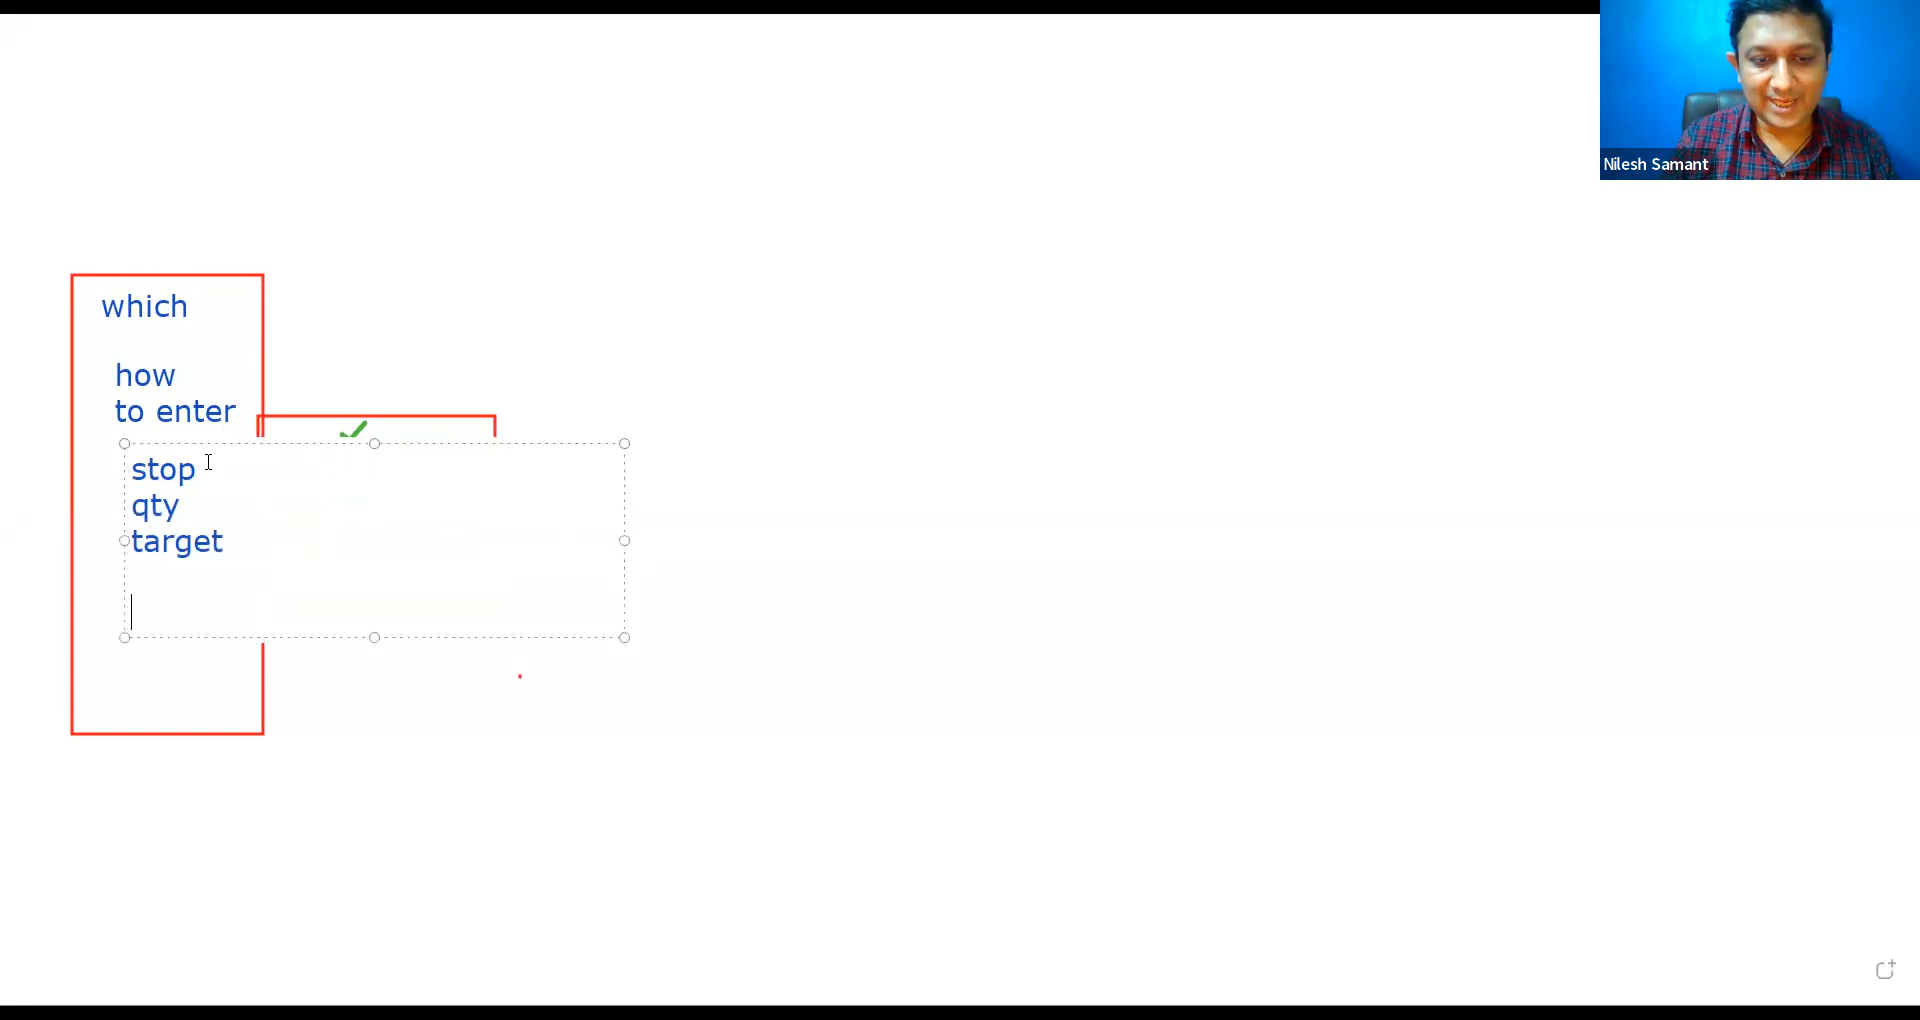 Nilesh Samant
which
how
to enter
stop
qty
target